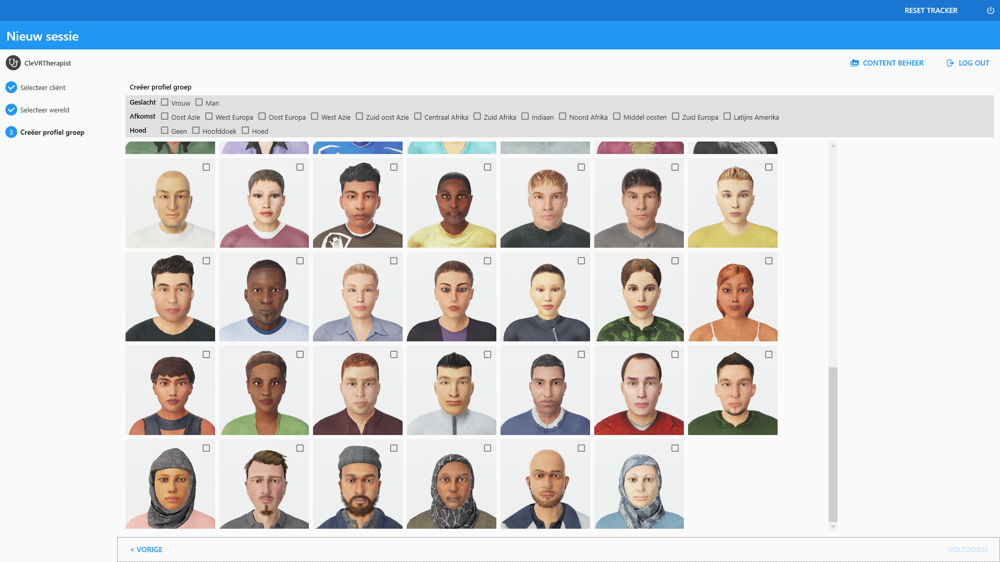 RESET TRACKER
Nieuw sessie
CleVRTherapist
CONTENT BEHEER
LOG OUT
Selecteer cliënt
Selecteer wereld
3 Creëer profiel groep
Creëer profiel groep
Geslacht Vrouw Man
Afkomst Oost Azie West Europa Oost Europa West Azie Zuid oost Azie Centraal Afrika Zuid Afrika Indiaan Noord Afrika Middel oosten Zuid Europa Latijns Amerika
Hoed Geen Hoofddoek Hoed
< VORIGE
VOLTOOIEN